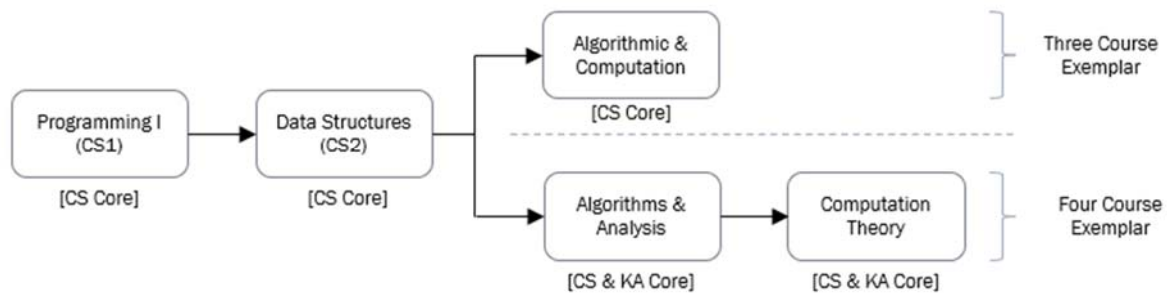 Programming I
(CS1)
[CS Core]
Data Structures
(CS2)
[CS Core]
Algorithmic &
Computation
[CS Core]
Three Course
Exemplar
Algorithms &
Analysis
[CS & KA Core]
Computation
Theory
[CS & KA Core]
Four Course
Exemplar